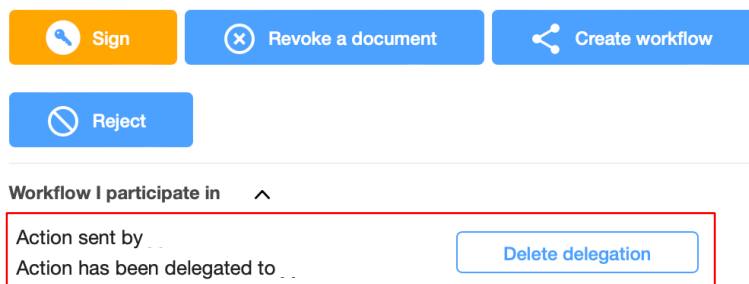 Sign
Revoke a document
Create workflow
Reject
Workflow I participate in
Action sent by
Action has been delegated to
Delete delegation